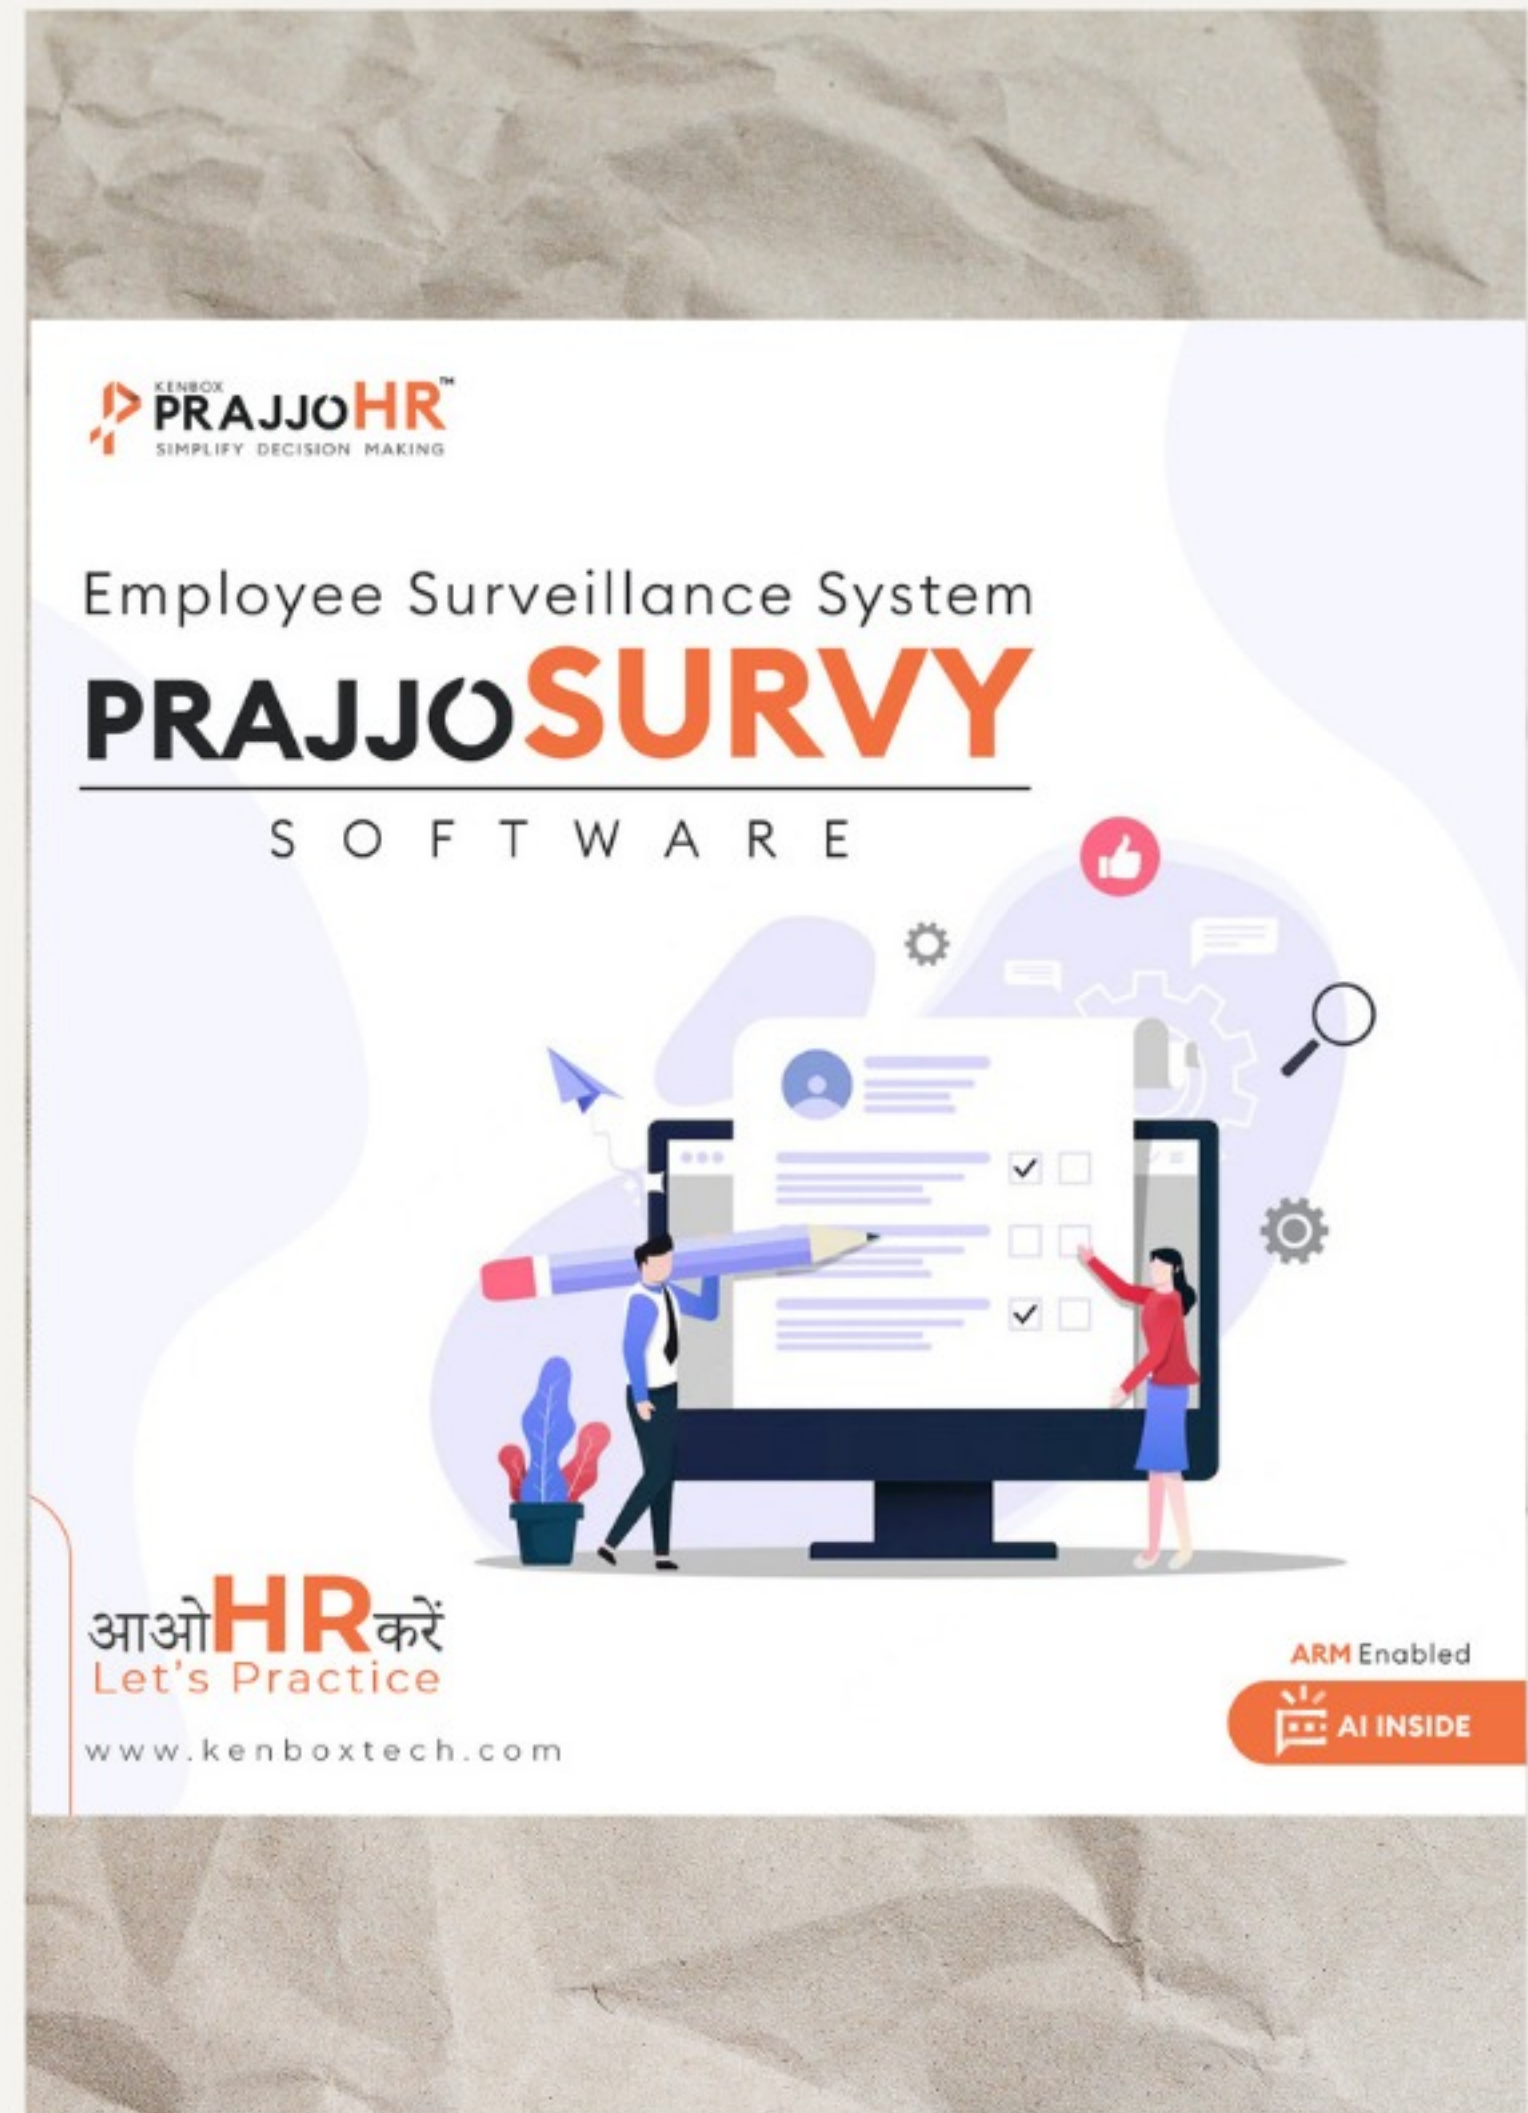 KENBOX
PRAJJOHR™
SIMPLIFY DECISION MAKING
Employee Surveillance System
PRAJJOSURVY
SOFTWARE
आओHRकरें
Let's Practice
www.kenboxtech.com
ARM Enabled
AI INSIDE